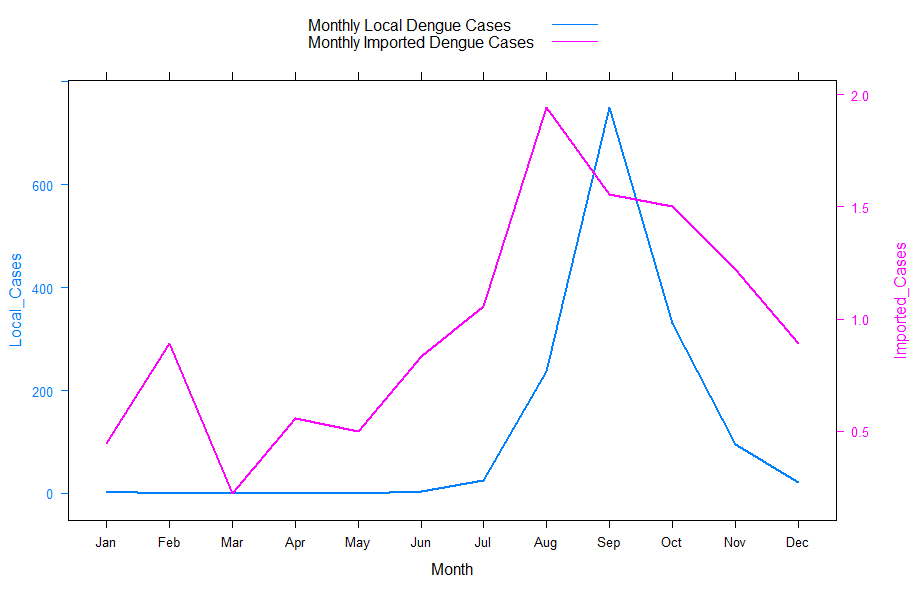 Monthly Local Dengue Cases
Monthly Imported Dengue Cases
2.0
600
1.5
400
Local_Cases
Imported_Cases
1.0
200
0.5
0
Jan Feb Mar Apr May Jun Jul Aug Sep Oct Nov Dec
Month